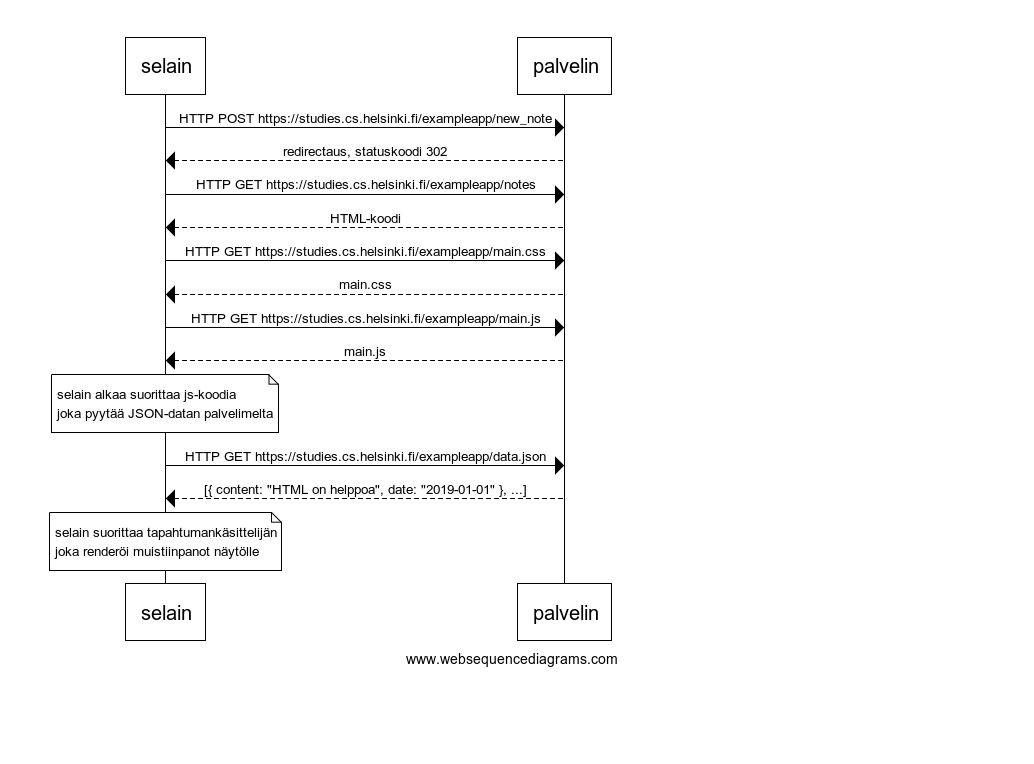 selain
palvelin
HTTP POST https://studies.cs.helsinki.fi/exampleapp/new_note
redirectaus, statuskoodi 302
HTTP GET https://studies.cs.helsinki.fi/exampleapp/notes
HTML-koodi
HTTP GET https://studies.cs.helsinki.fi/exampleapp/main.css
main.css
HTTP GET https://studies.cs.helsinki.fi/exampleapp/main.js
main.js
selain alkaa suorittaa js-koodia
joka pyytää JSON-datan palvelimelta
HTTP GET https://studies.cs.helsinki.fi/exampleapp/data.json
[{ content: "HTML on helppoa", date: "2019-01-01" }, ...]
selain suorittaa tapahtumankäsittelijän
joka renderöi muistiinpanot näytölle
selain
palvelin
www.websequencediagrams.com